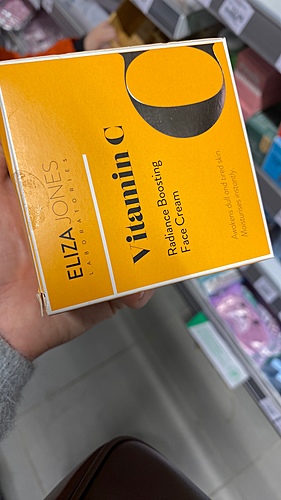 ELIZA JONES
LABORATORIES
Vitamin C
Radiance Boosting
Face Cream
Awakens dull and tired skin
Moisturises instantly